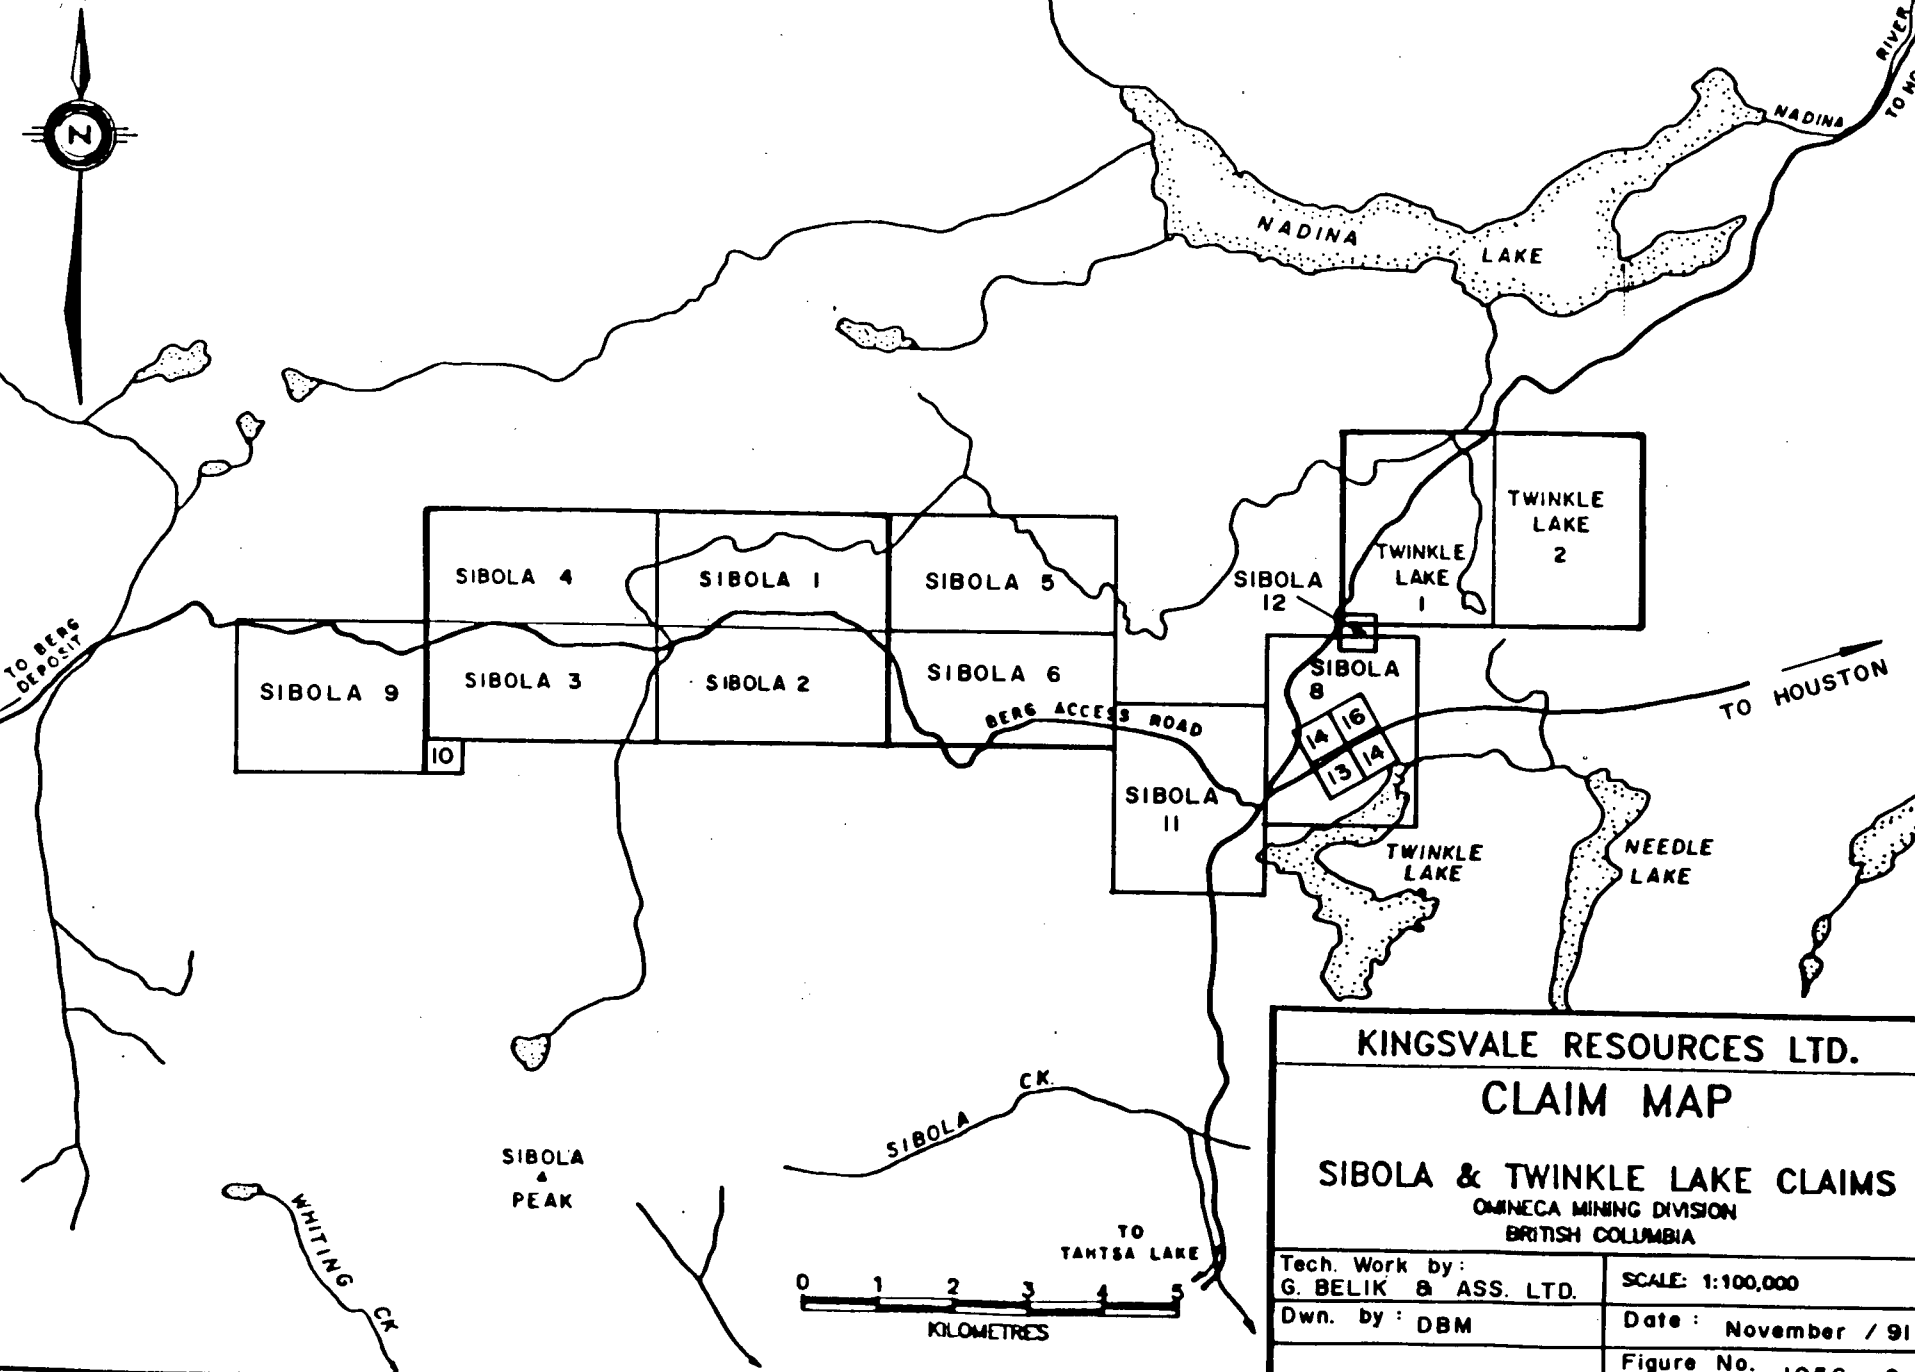 N
RIVER
TO
NADINA
NADINA
LAKE
TWINKLE
LAKE
2
TWINKLE
LAKE
1
SIBOLA 4
SIBOLA 1
SIBOLA 5
SIBOLA
12
TO BERG
DEPOSIT
SIBOLA 9
SIBOLA 3
SIBOLA 2
SIBOLA 6
SIBOLA
8
TO HOUSTON
BERG ACCESS ROAD
14
16
13
14
10
SIBOLA
11
TWINKLE
LAKE
NEEDLE
LAKE
SIBOLA CK.
SIBOLA
PEAK
WHITING CK
TO
TAHTSA LAKE
0 1 2 3 4 5
KILOMETRES
KINGSVALE RESOURCES LTD.
CLAIM MAP
SIBOLA & TWINKLE LAKE CLAIMS
OMINECA MINING DIVISION
BRITISH COLUMBIA
Tech. Work by:
G. BELIK & ASS. LTD.
SCALE: 1:100,000
Dwn. by: DBM
Date: November / 91
Figure No.